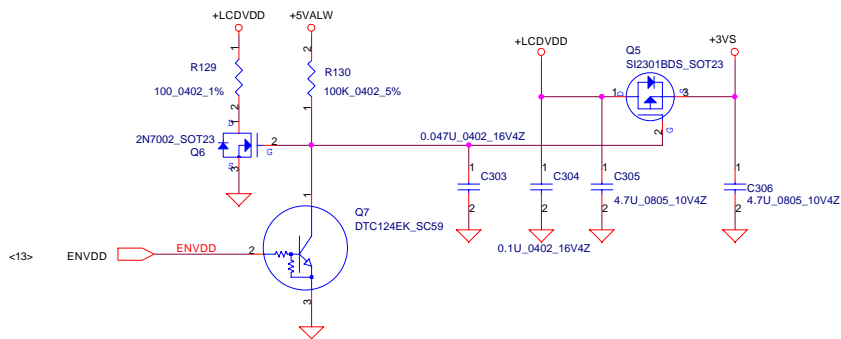 +LCDVDD
+5VALW
+LCDVDD
Q5
SI2301BDS_SOT23
+3VS
1
2
R129
100_0402_1%
2
R130
100K_0402_5%
1
D
2N7002_SOT23
Q6
2
G
S
3
0.047U_0402_16V4Z
1
D
S
3
2
G
1
C303
2
1
C304
2
1
C305
4.7U_0805_10V4Z
2
1
C306
4.7U_0805_10V4Z
2
0.1U_0402_16V4Z
1
Q7
DTC124EK_SC59
<13>
ENVDD
ENVDD
2
3